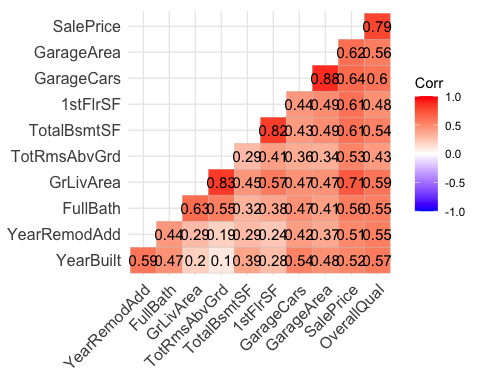 SalePrice 0.79
GarageArea 0.62 0.56
GarageCars 0.88 0.64 0.6
1stFlrSF 0.44 0.49 0.61 0.48
TotalBsmtSF 0.82 0.43 0.49 0.61 0.54
TotRmsAbvGrd 0.29 0.41 0.36 0.34 0.53 0.43
GrLivArea 0.83 0.45 0.57 0.47 0.47 0.71 0.59
FullBath 0.63 0.55 0.32 0.38 0.47 0.41 0.56 0.55
YearRemodAdd 0.44 0.29 0.19 0.29 0.24 0.42 0.37 0.51 0.55
YearBuilt 0.59 0.47 0.2 0.1 0.39 0.28 0.54 0.48 0.52 0.57
YearRemodAdd
FullBath
GrLivArea
TotRmsAbvGrd
TotalBsmtSF
1stFlrSF
GarageCars
GarageArea
SalePrice
OverallQual
Corr
1.0
0.5
0.0
-0.5
-1.0